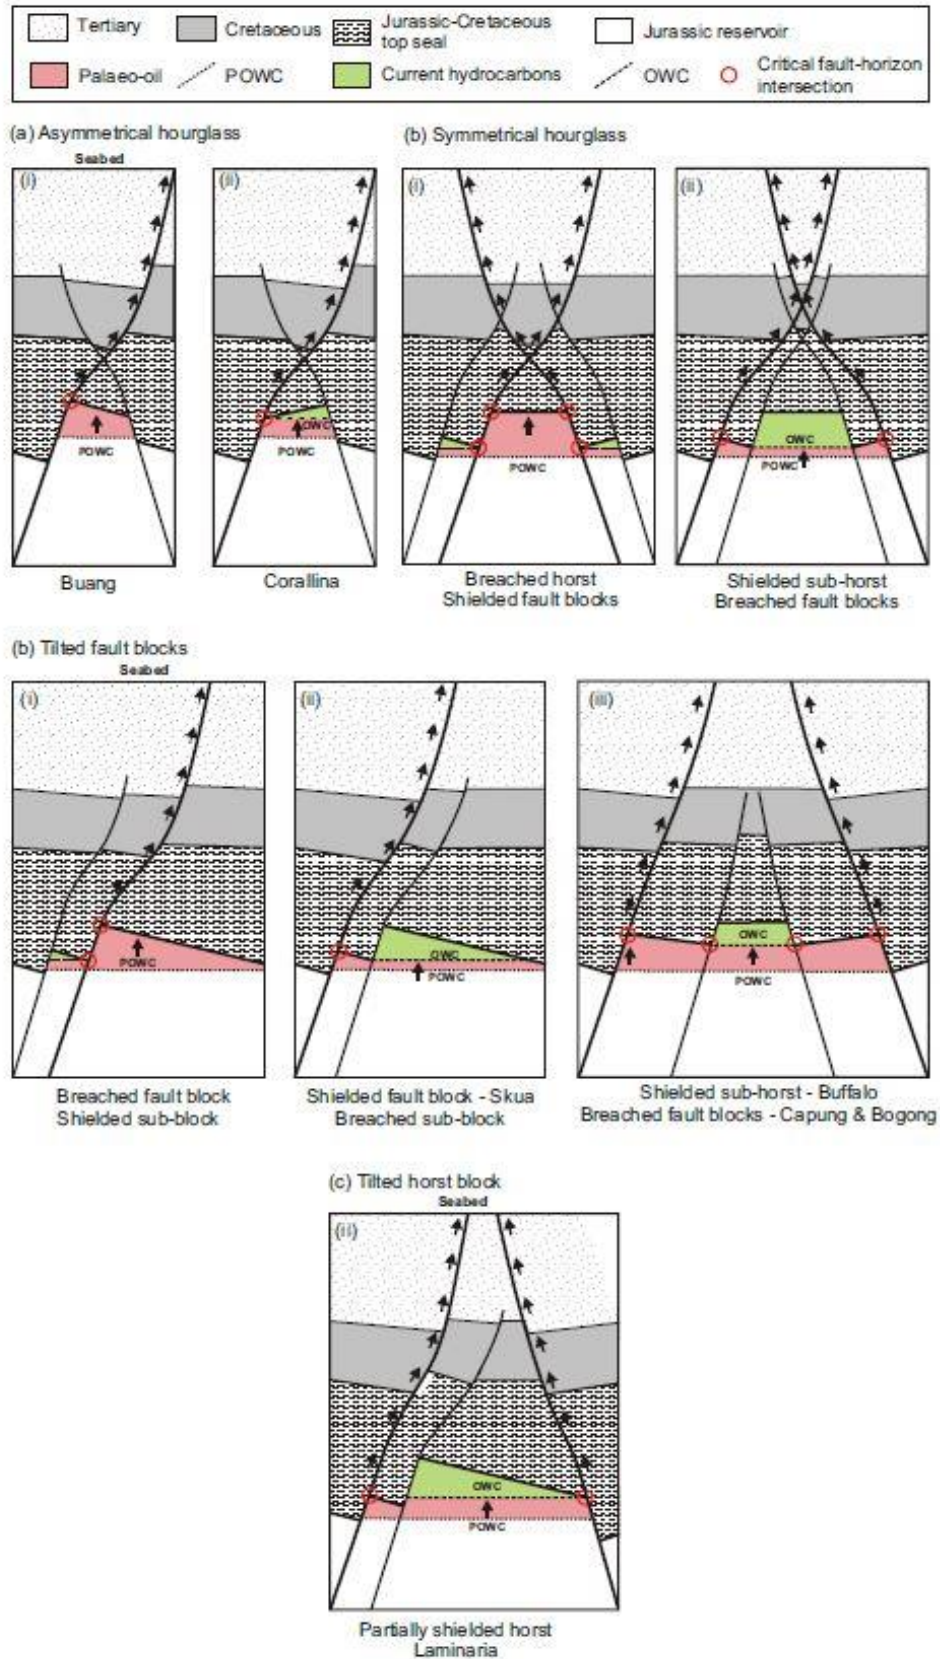 Tertiary
Cretaceous
Jurassic-Cretaceous
top seal
Jurassic reservoir
Palaeo-oil
POWC
Current hydrocarbons
OWC
Critical fault-horizon
intersection
(a) Asymmetrical hourglass
(b) Symmetrical hourglass
Seabed
(i)
(ii)
(i)
(ii)
POWC
OWC
POWC
POWC
OWC
POWC
Buang
Corallina
Breached horst
Shielded fault blocks
Shielded sub-horst
Breached fault blocks
(b) Tilted fault blocks
Seabed
(i)
(ii)
(iii)
POWC
OWC
POWC
OWC
POWC
Breached fault block
Shielded sub-block
Shielded fault block - Skua
Breached sub-block
Shielded sub-horst - Buffalo
Breached fault blocks - Capung & Bogong
(c) Tilted horst block
Seabed
(ii)
OWC
POWC
Partially shielded horst
Laminaria